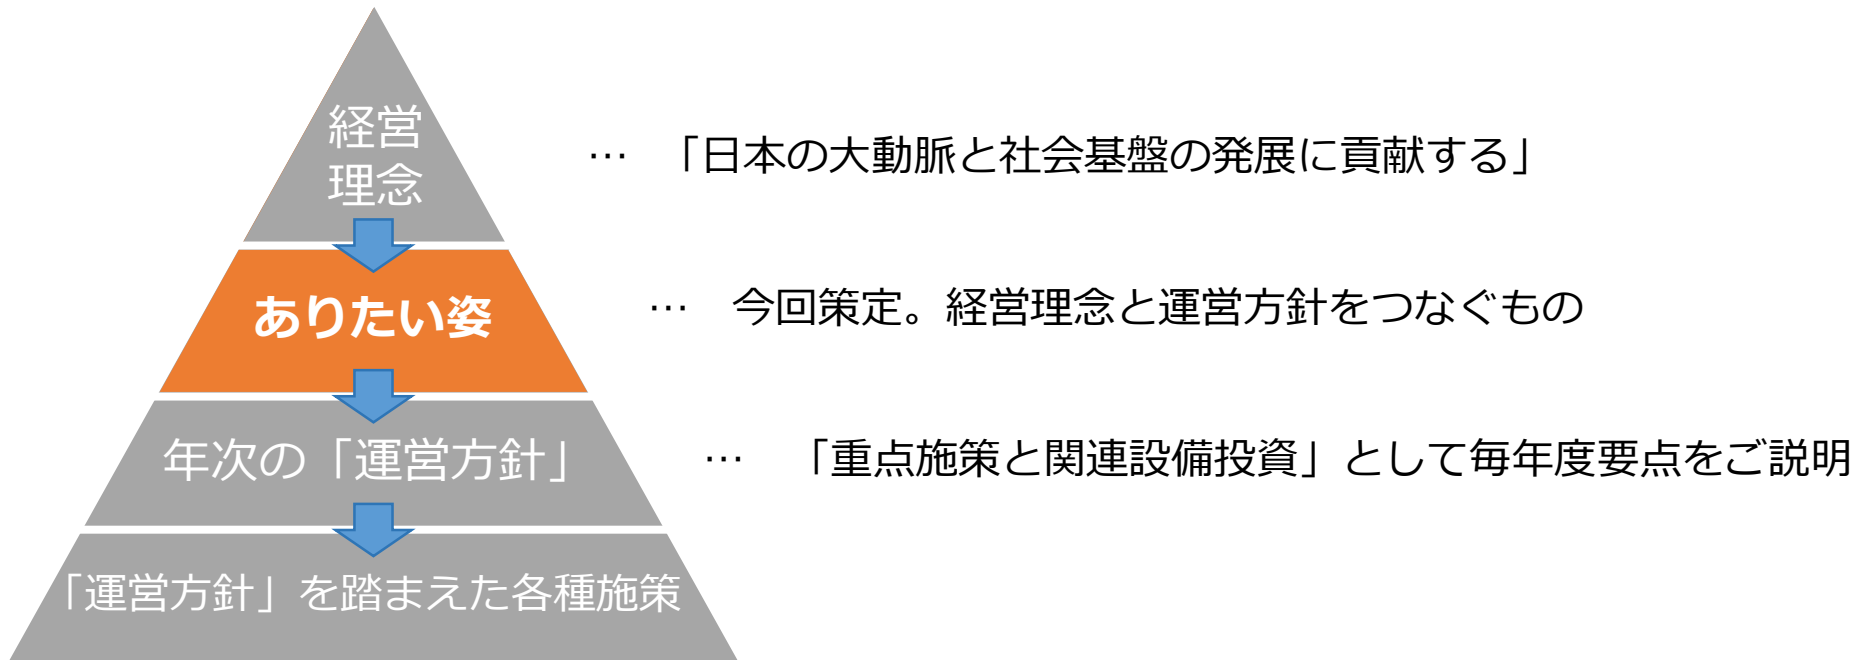 経営
理念
… 「日本の大動脈と社会基盤の発展に貢献する」
ありたい姿
… 今回策定。経営理念と運営方針をつなぐもの
年次の「運営方針」
… 「重点施策と関連設備投資」として毎年度要点をご説明
「運営方針」を踏まえた各種施策